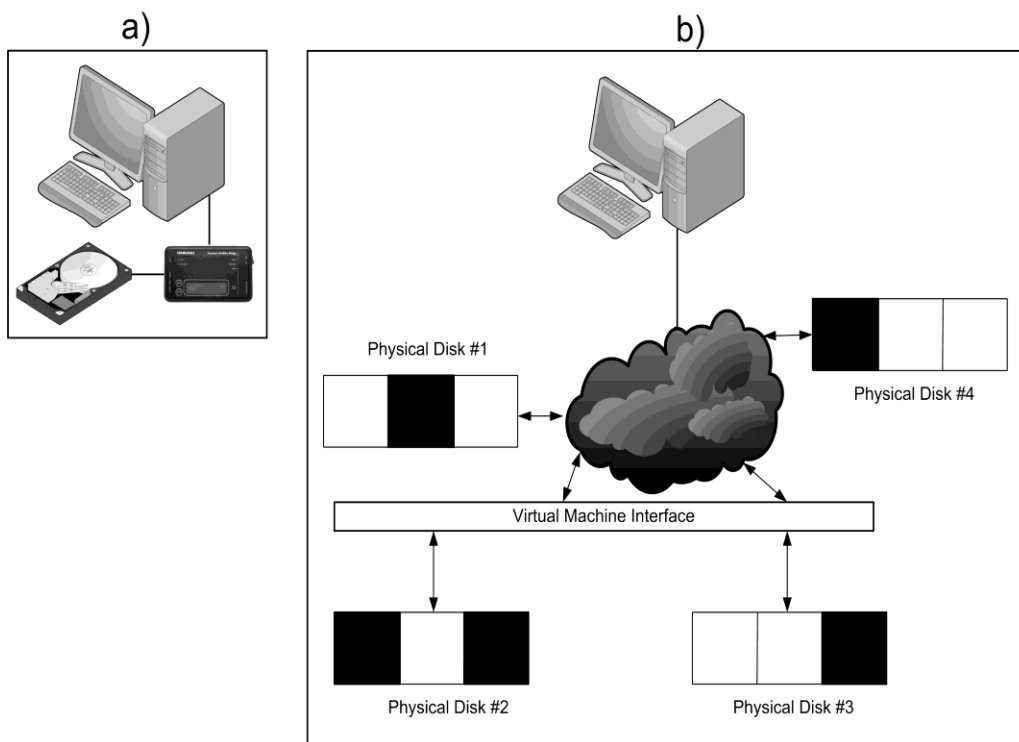 a)
b)
Physical Disk #1
Physical Disk #4
Virtual Machine Interface
Physical Disk #2
Physical Disk #3